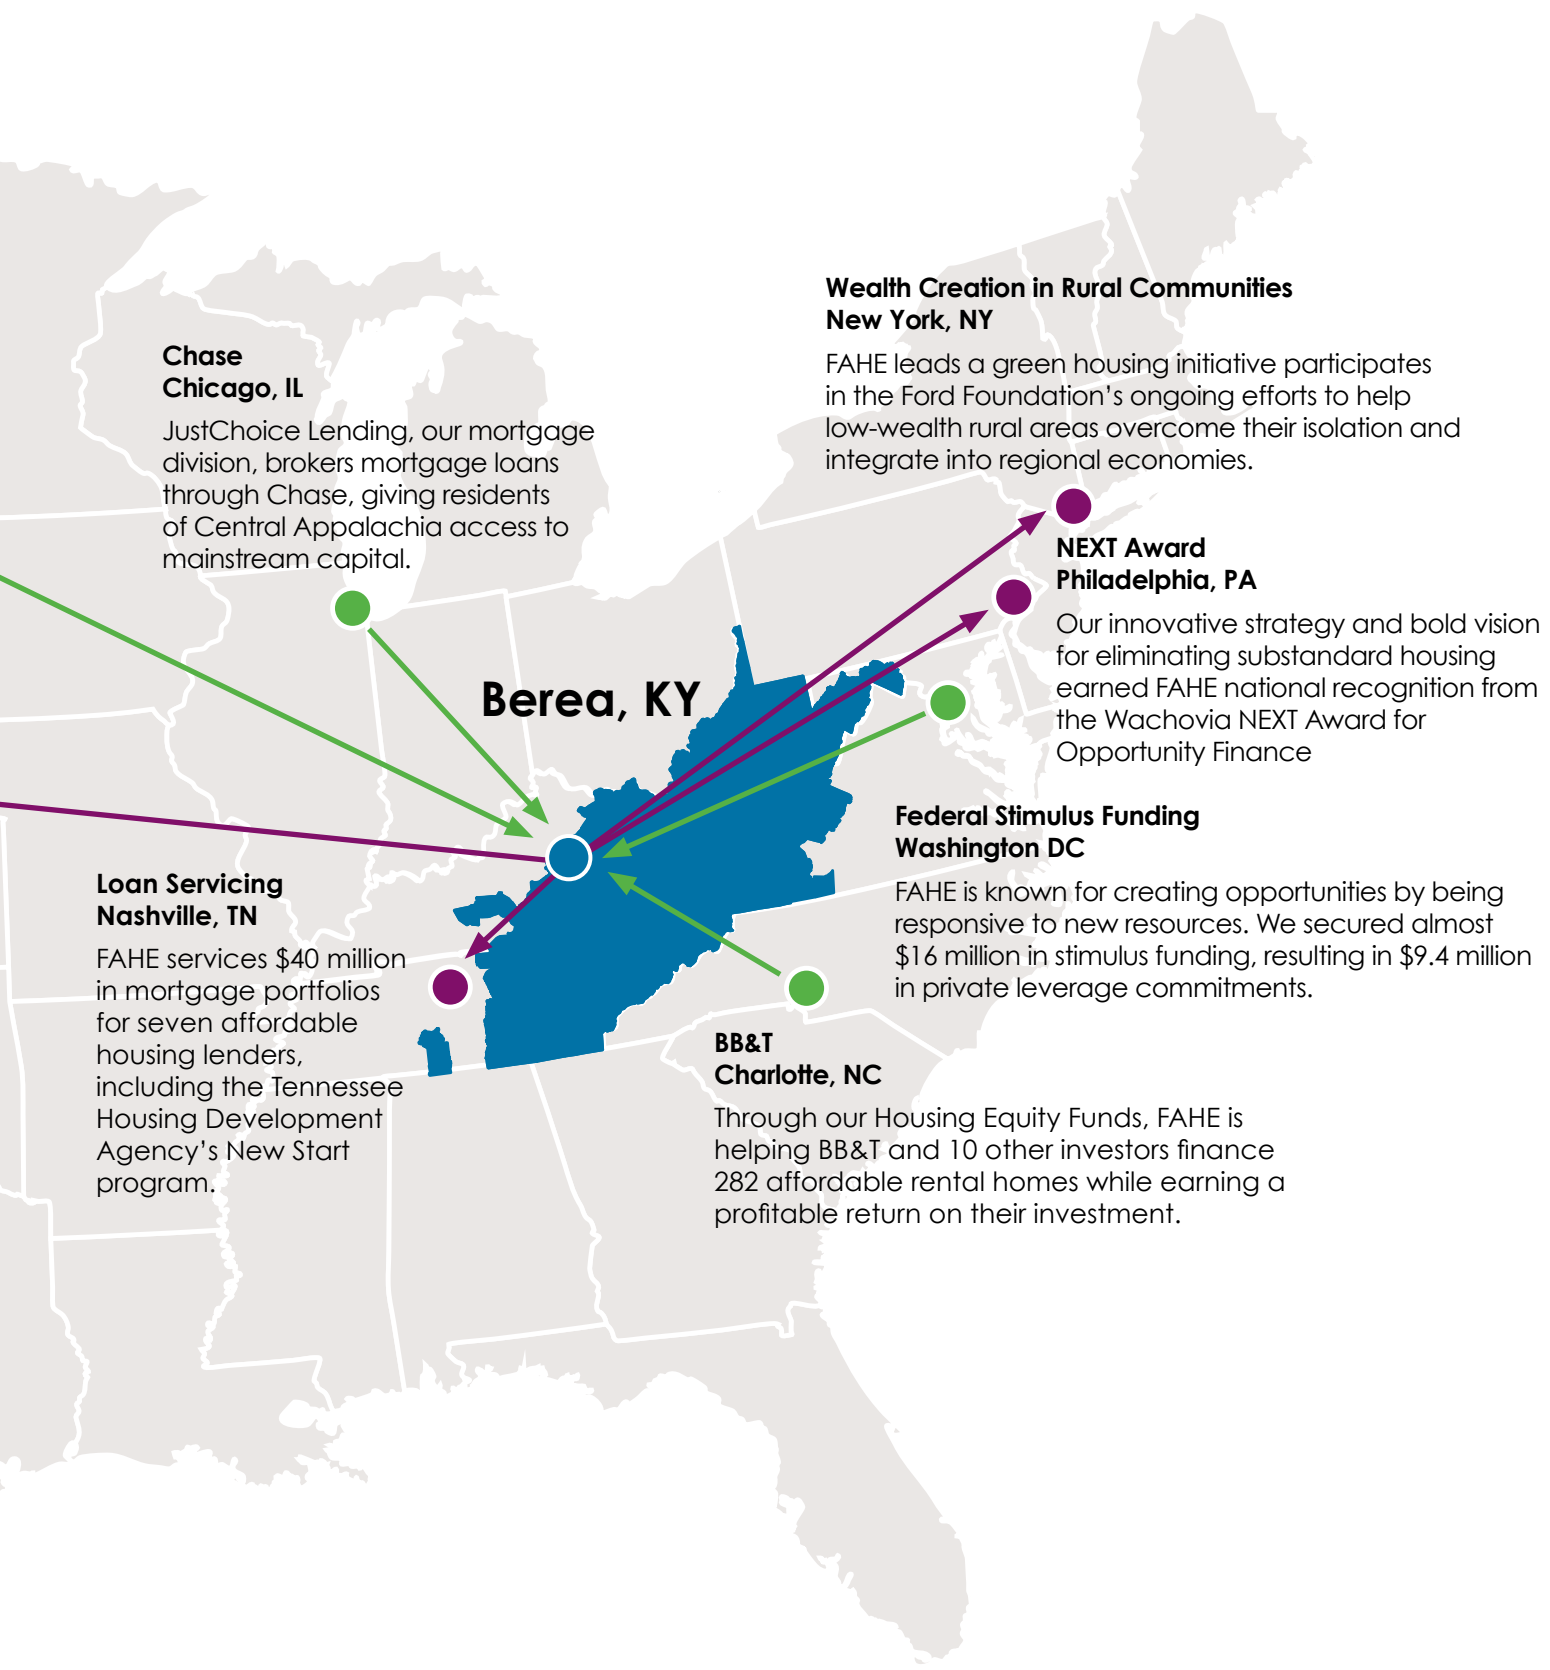 Wealth Creation in Rural Communities
New York, NY
FAHE leads a green housing initiative participates
in the Ford Foundation's ongoing efforts to help
low-wealth rural areas overcome their isolation and
integrate into regional economies.
Chase
Chicago, IL
JustChoice Lending, our mortgage
division, brokers mortgage loans
through Chase, giving residents
of Central Appalachia access to
mainstream capital.
NEXT Award
Philadelphia, PA
Our innovative strategy and bold vision
for eliminating substandard housing
earned FAHE national recognition from
the Wachovia NEXT Award for
Opportunity Finance
Berea, KY
Federal Stimulus Funding
Washington DC
FAHE is known for creating opportunities by being
responsive to new resources. We secured almost
$16 million in stimulus funding, resulting in $9.4 million
in private leverage commitments.
Loan Servicing
Nashville, TN
FAHE services $40 million
in mortgage portfolios
for seven affordable
housing lenders,
including the Tennessee
Housing Development
Agency's New Start
program.
BB&T
Charlotte, NC
Through our Housing Equity Funds, FAHE is
helping BB&T and 10 other investors finance
282 affordable rental homes while earning a
profitable return on their investment.